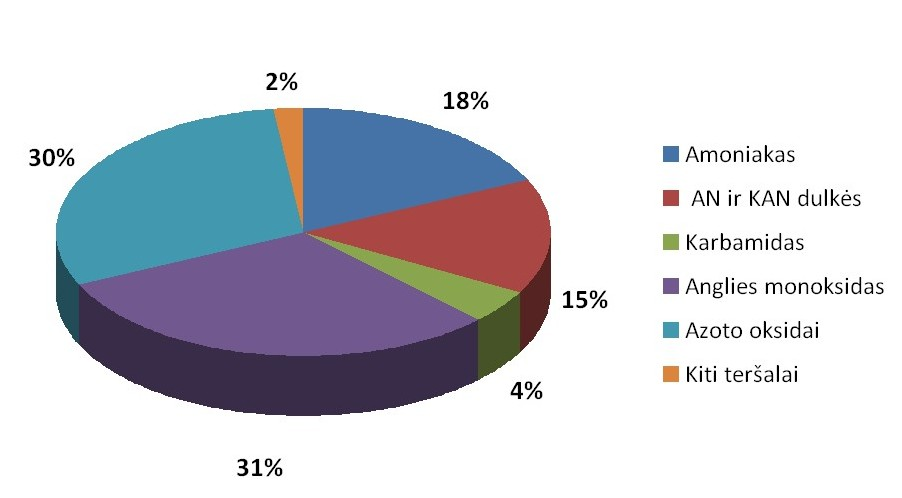 2%
18%
30%
15%
4%
31%
Amoniakas
AN ir KAN dulkės
Karbamidas
Anglies monoksidas
Azoto oksidai
Kiti teršalai